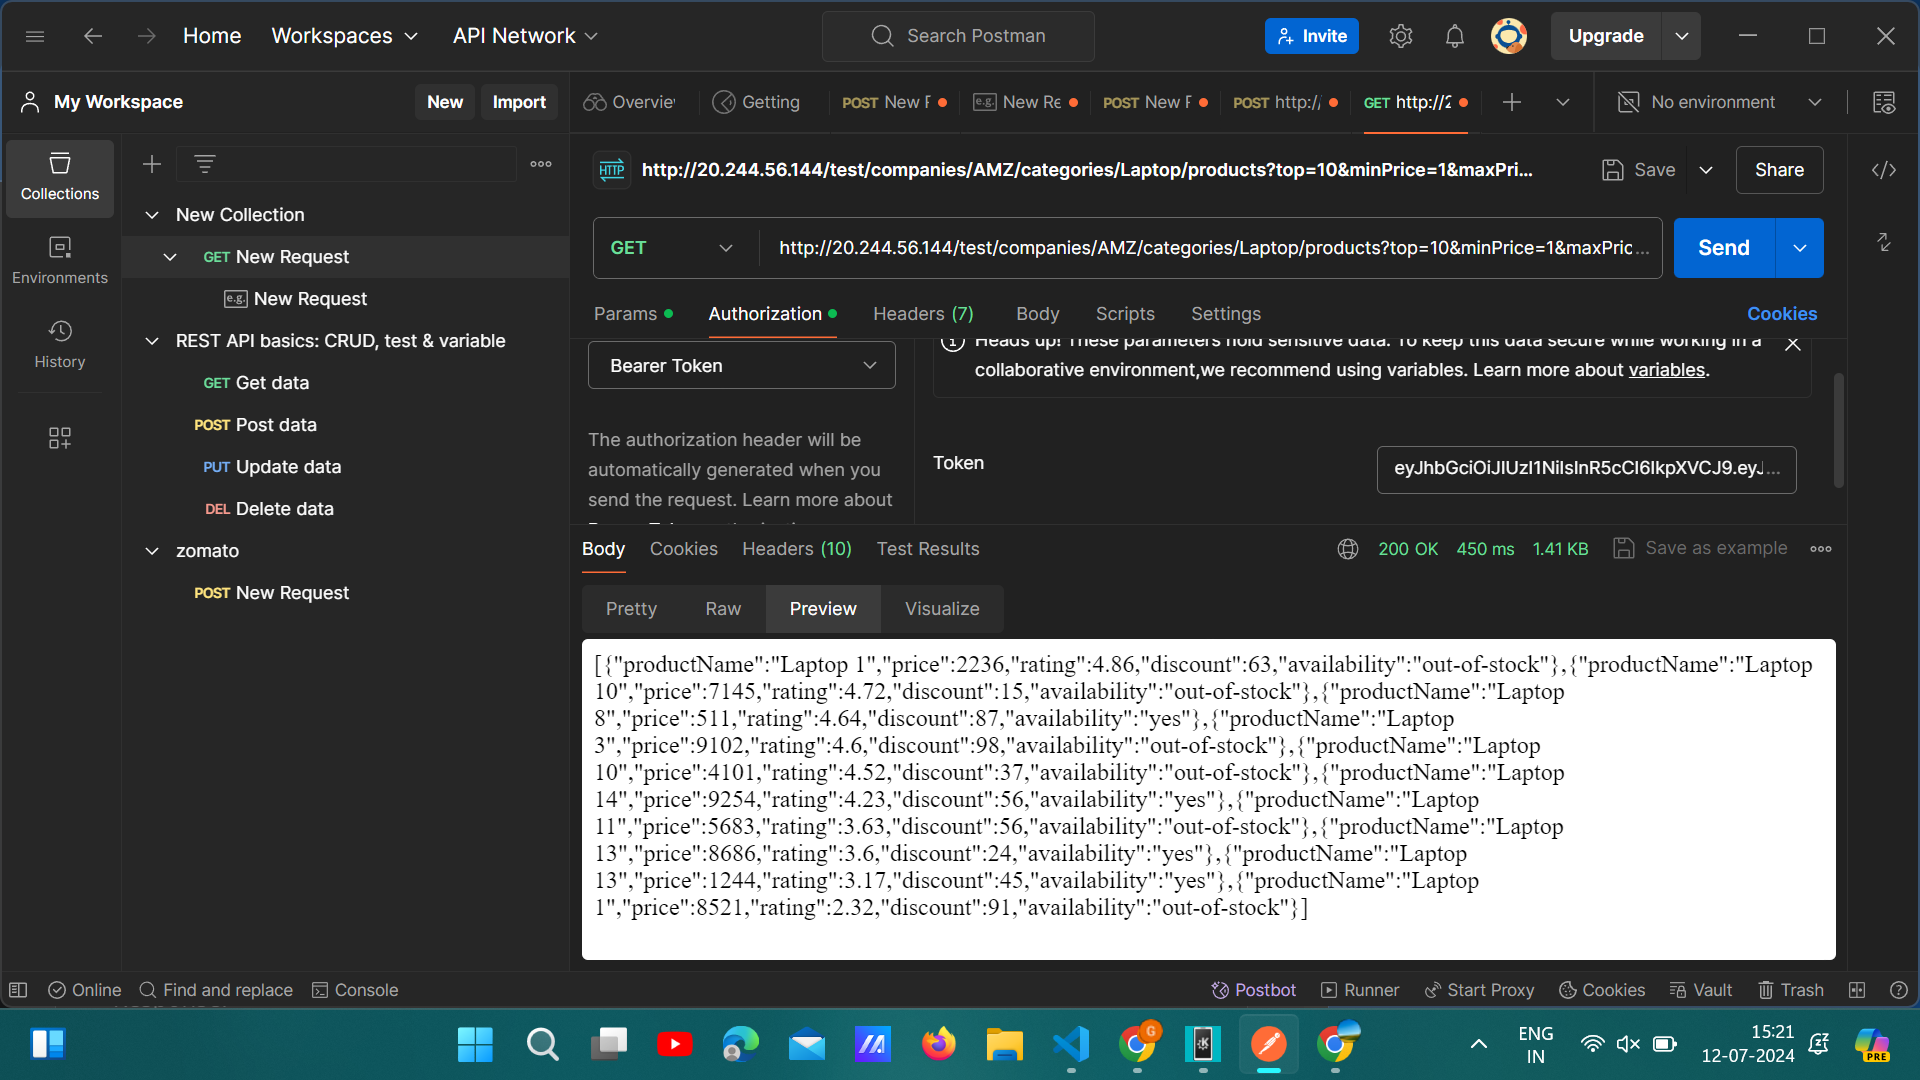 Home
Workspaces
API Network
Search Postman
Invite
Upgrade
My Workspace
New
Import
Overvie
Getting
POST New F
e.g. New Re
POST New F
POST http:/
GET http://2
No environment
Collections
Environments
History
New Collection
GET New Request
e.g. New Request
REST API basics: CRUD, test & variable
GET Get data
POST Post data
PUT Update data
DEL Delete data
zomato
POST New Request
HTTP
http://20.244.56.144/test/companies/AMZ/categories/Laptop/products?top=10&minPrice=1&maxPri...
Save
Share
GET
http://20.244.56.144/test/companies/AMZ/categories/Laptop/products?top=10&minPrice=1&maxPric...
Send
Params
Authorization
Headers (7)
Body
Scripts
Settings
Cookies
Bearer Token
The authorization header will be
automatically generated when you
send the request. Learn more about
Heads up! These parameters hold sensitive data. To keep this data secure while working in a
collaborative environment,we recommend using variables. Learn more about variables.
Token
eyJhbGciOiJIUzI1NiIsInR5cCI6IkpXVCJ9.eyJ...
Body
Cookies
Headers (10)
Test Results
200 OK
450 ms
1.41 KB
Save as example
Pretty
Raw
Preview
Visualize
[{"productName":"Laptop 1","price":2236,"rating":4.86,"discount":63,"availability":"out-of-stock"},{"productName":"Laptop
10","price":7145,"rating":4.72,"discount":15,"availability":"out-of-stock"},{"productName":"Laptop
8","price":511,"rating":4.64,"discount":87,"availability":"yes"},{"productName":"Laptop
3","price":9102,"rating":4.6,"discount":98,"availability":"out-of-stock"},{"productName":"Laptop
10","price":4101,"rating":4.52,"discount":37,"availability":"out-of-stock"},{"productName":"Laptop
14","price":9254,"rating":4.23,"discount":56,"availability":"yes"},{"productName":"Laptop
11","price":5683,"rating":3.63,"discount":56,"availability":"out-of-stock"},{"productName":"Laptop
13","price":8686,"rating":3.6,"discount":24,"availability":"yes"},{"productName":"Laptop
13","price":1244,"rating":3.17,"discount":45,"availability":"yes"},{"productName":"Laptop
1","price":8521,"rating":2.32,"discount":91,"availability":"out-of-stock"}]
Online
Find and replace
Console
Postbot
Runner
Start Proxy
Cookies
Vault
Trash
G
K
ENG
IN
15:21
12-07-2024
PRE